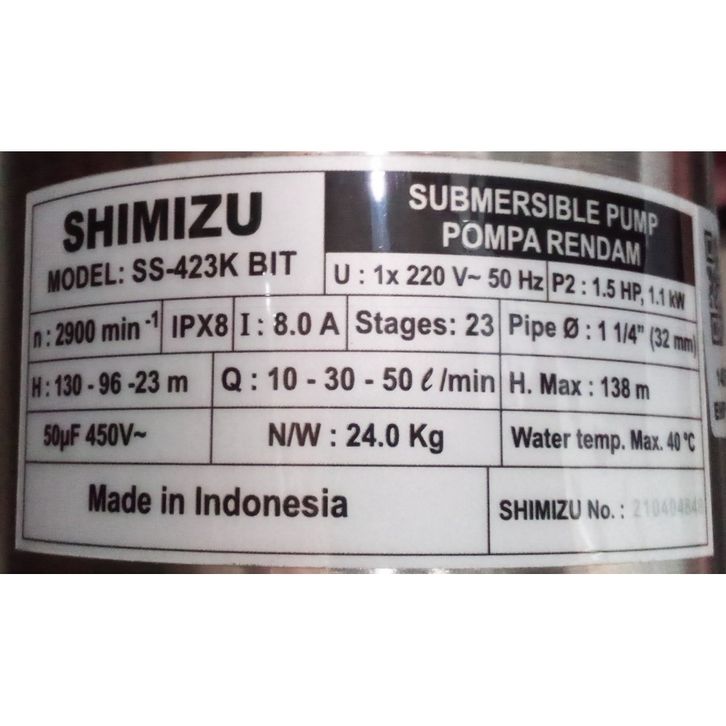 SHIMIZU
MODEL: SS-423K BIT
SUBMERSIBLE PUMP
POMPA RENDAM
U : 1x 220 V~ 50 Hz
P2 : 1.5 HP, 1.1 kW
n : 2900 min⁻¹
IPX8
I : 8.0 A
Stages: 23
Pipe Ø : 1 1/4" (32 mm)
H : 130 - 96 -23 m
Q : 10 - 30 - 50 ℓ /min
H. Max : 138 m
50µF 450V~
N/W : 24.0 Kg
Water temp. Max. 40 ºC
Made in Indonesia
SHIMIZU No. :